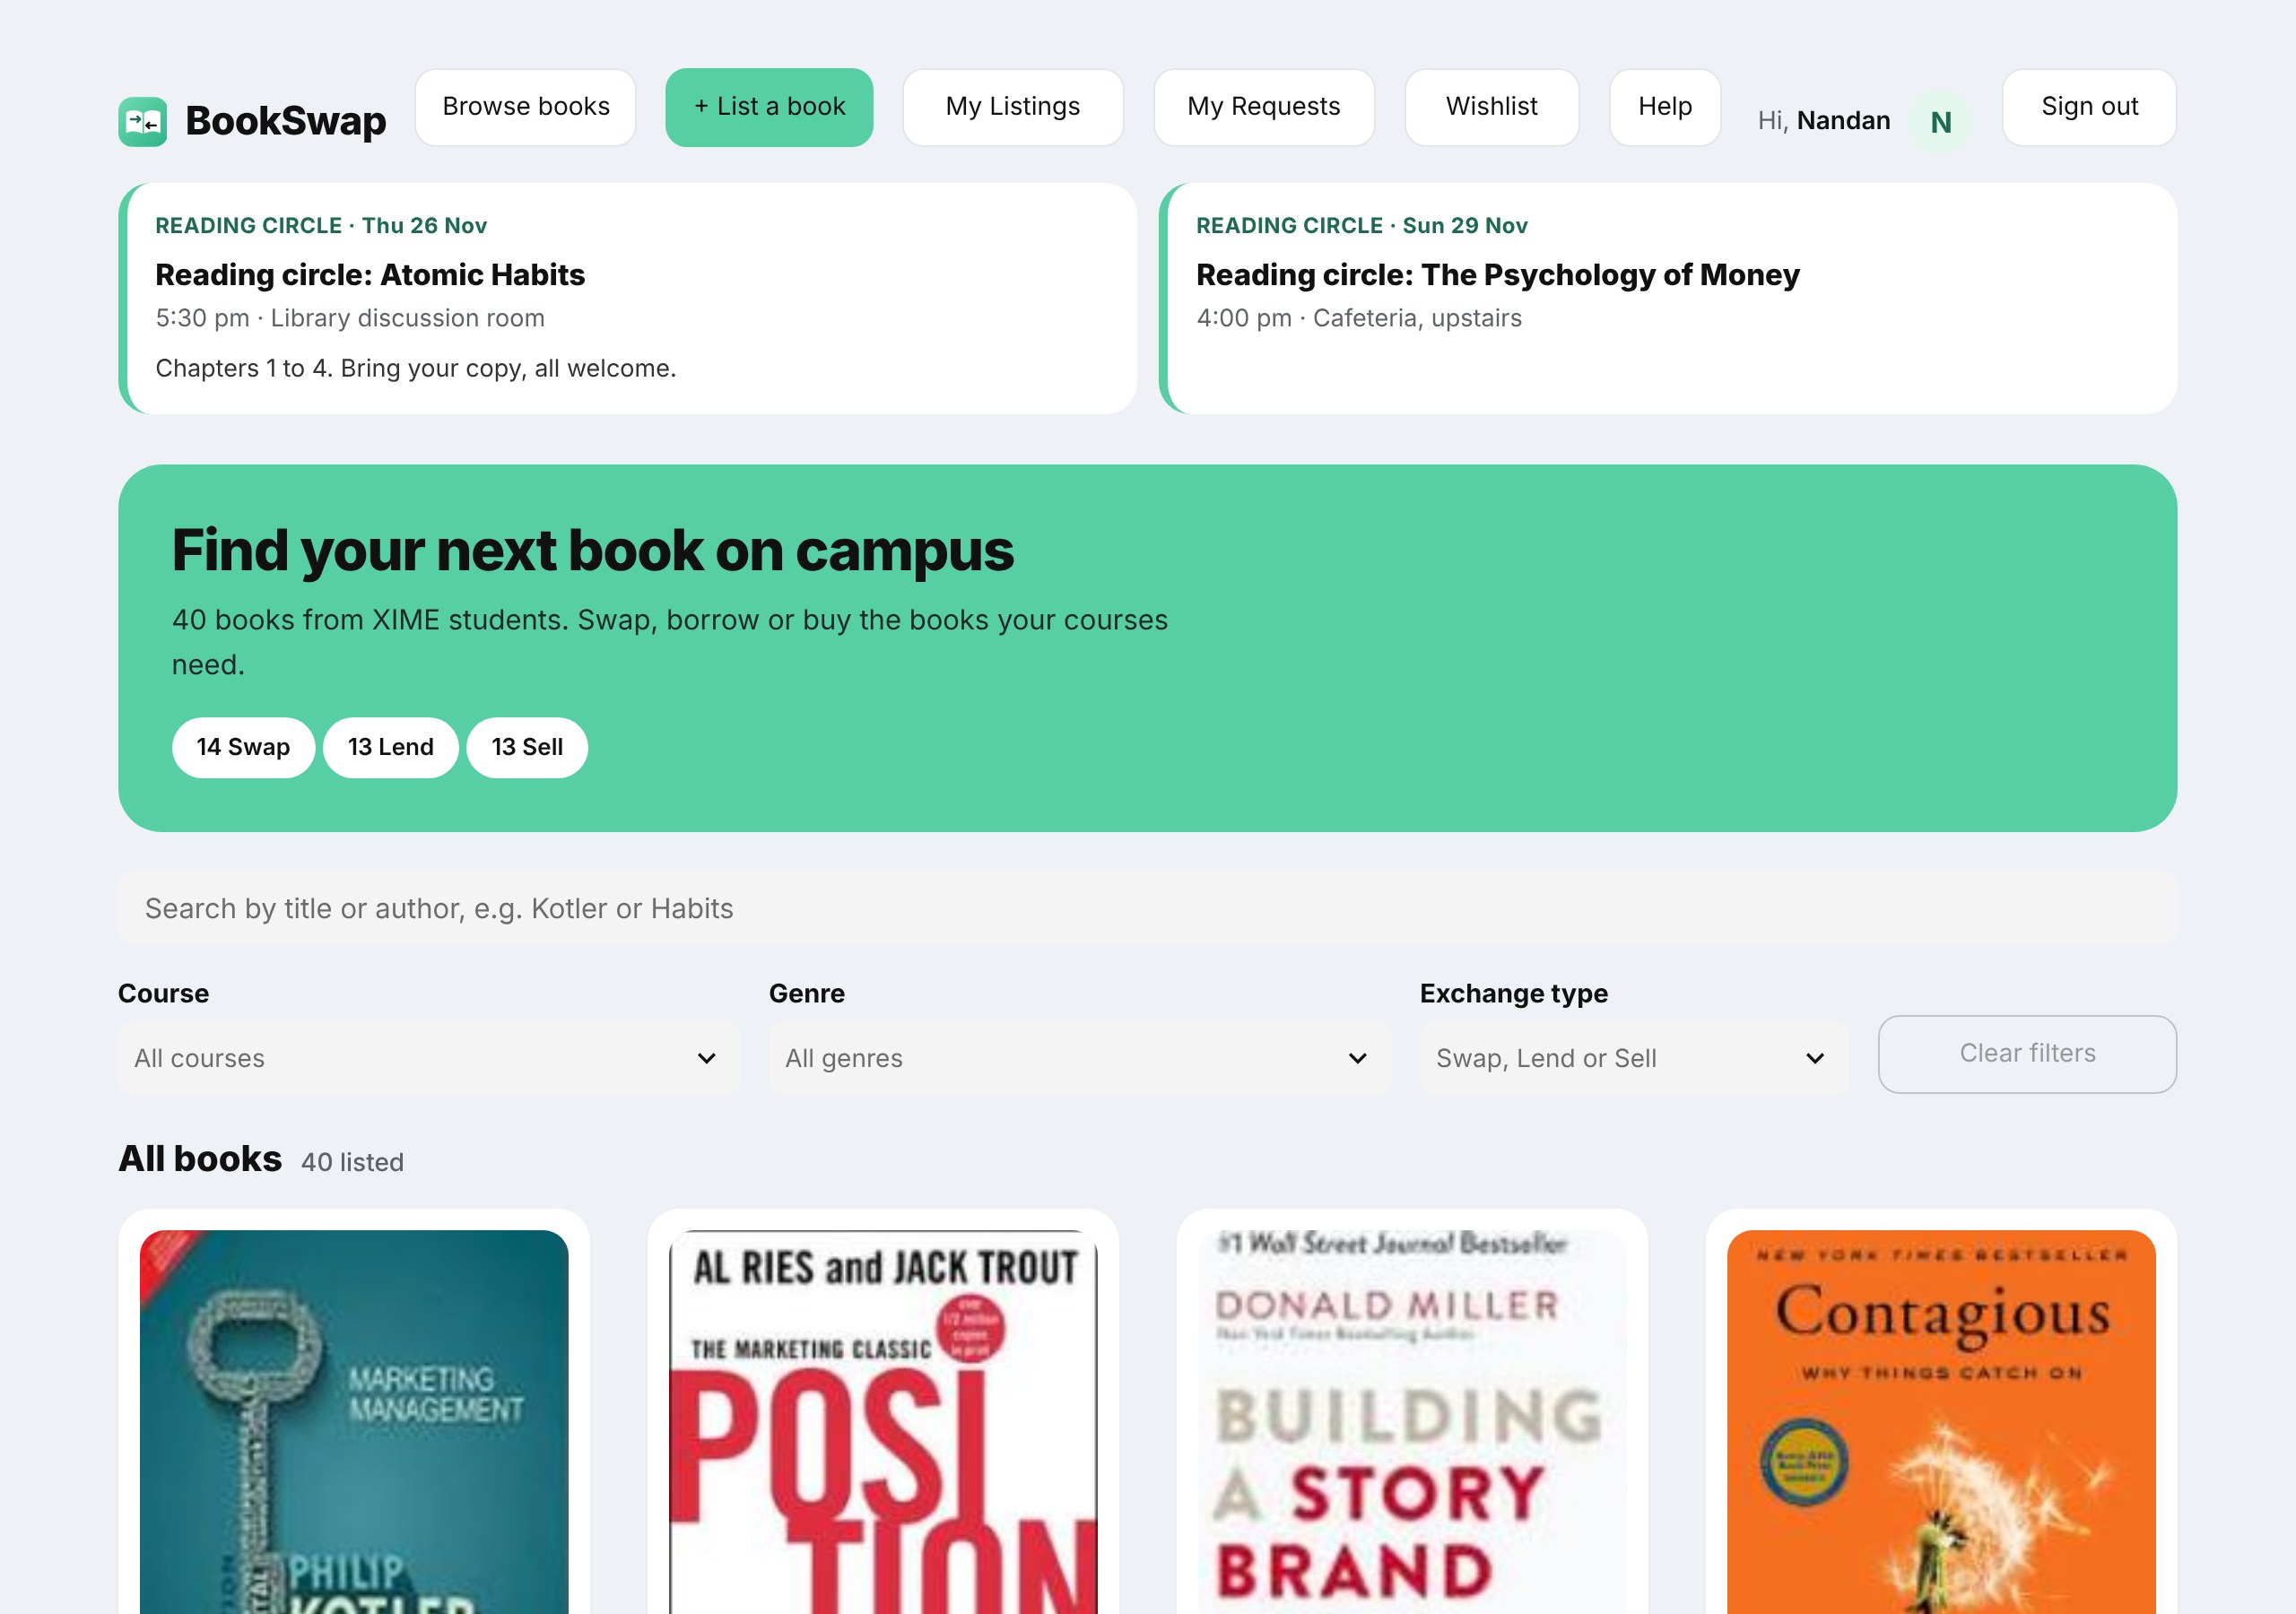 BookSwap
Browse books
+ List a book
My Listings
My Requests
Wishlist
Help
Hi, Nandan
N
Sign out
READING CIRCLE · Thu 26 Nov
Reading circle: Atomic Habits
5:30 pm · Library discussion room
Chapters 1 to 4. Bring your copy, all welcome.
READING CIRCLE · Sun 29 Nov
Reading circle: The Psychology of Money
4:00 pm · Cafeteria, upstairs
Find your next book on campus
40 books from XIME students. Swap, borrow or buy the books your courses
need.
14 Swap
13 Lend
13 Sell
Search by title or author, e.g. Kotler or Habits
Course
Genre
Exchange type
All courses
All genres
Swap, Lend or Sell
Clear filters
All books 40 listed
MARKETING
MANAGEMENT
PHILIP
KOTLER
AL RIES and JACK TROUT
THE MARKETING CLASSIC
POSI
TION
#1 Wall Street Journal Bestseller
DONALD MILLER
New York Times Bestselling Author
BUILDING
A STORY
BRAND
NEW YORK TIMES BESTSELLER
Contagious
WHY THINGS CATCH ON